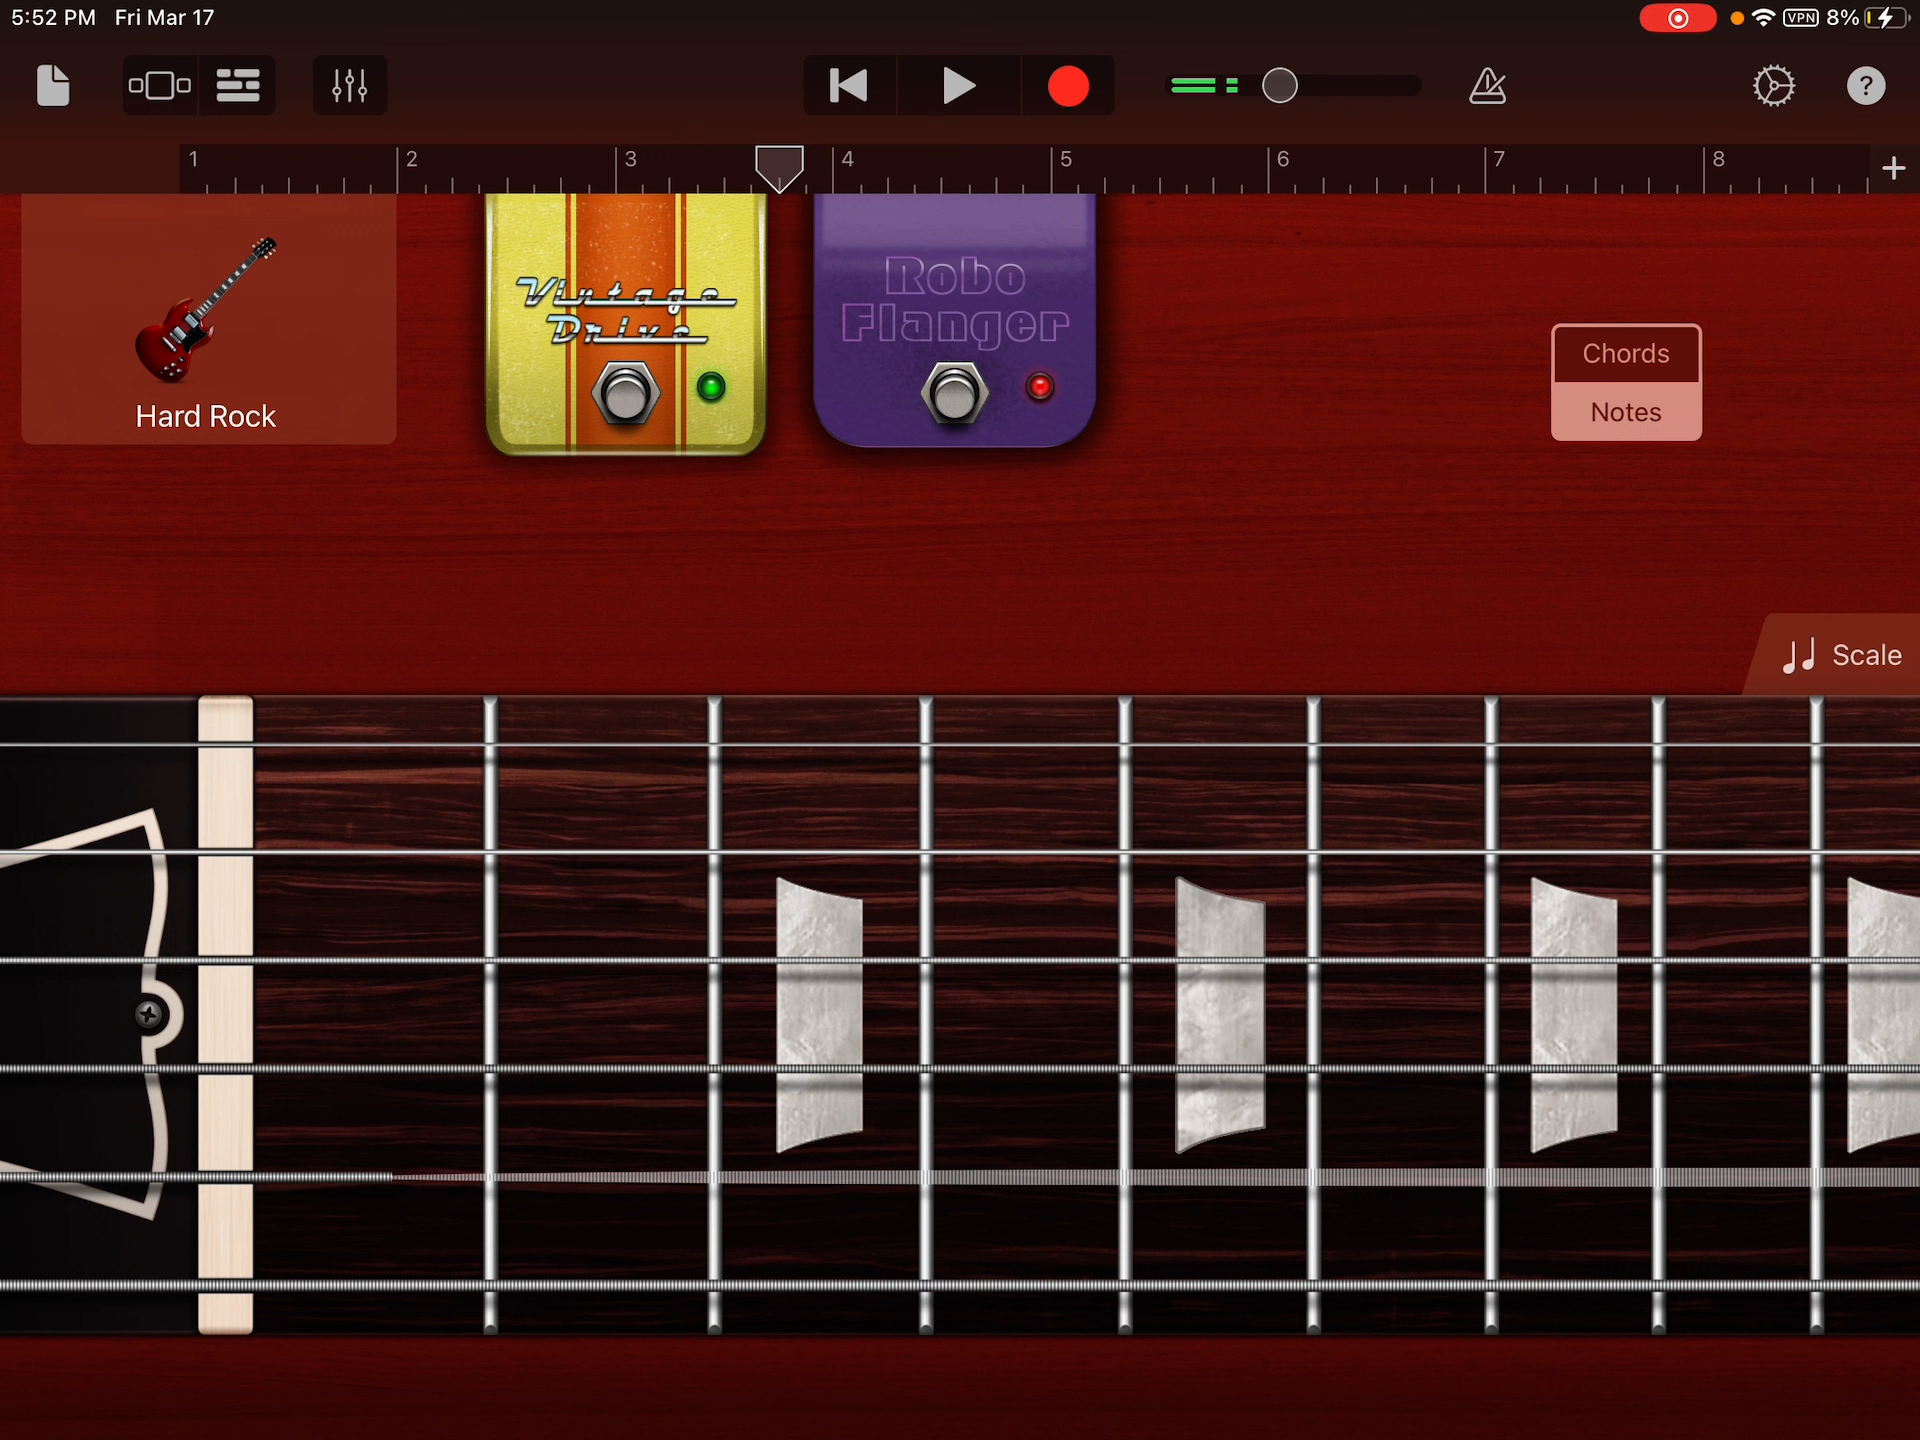 5:52 PM Fri Mar 17
VPN 8%
?
1 2 3 4 5 6 7 8
Vintage
Drive
Robo
Flanger
Chords
Notes
Hard Rock
Scale